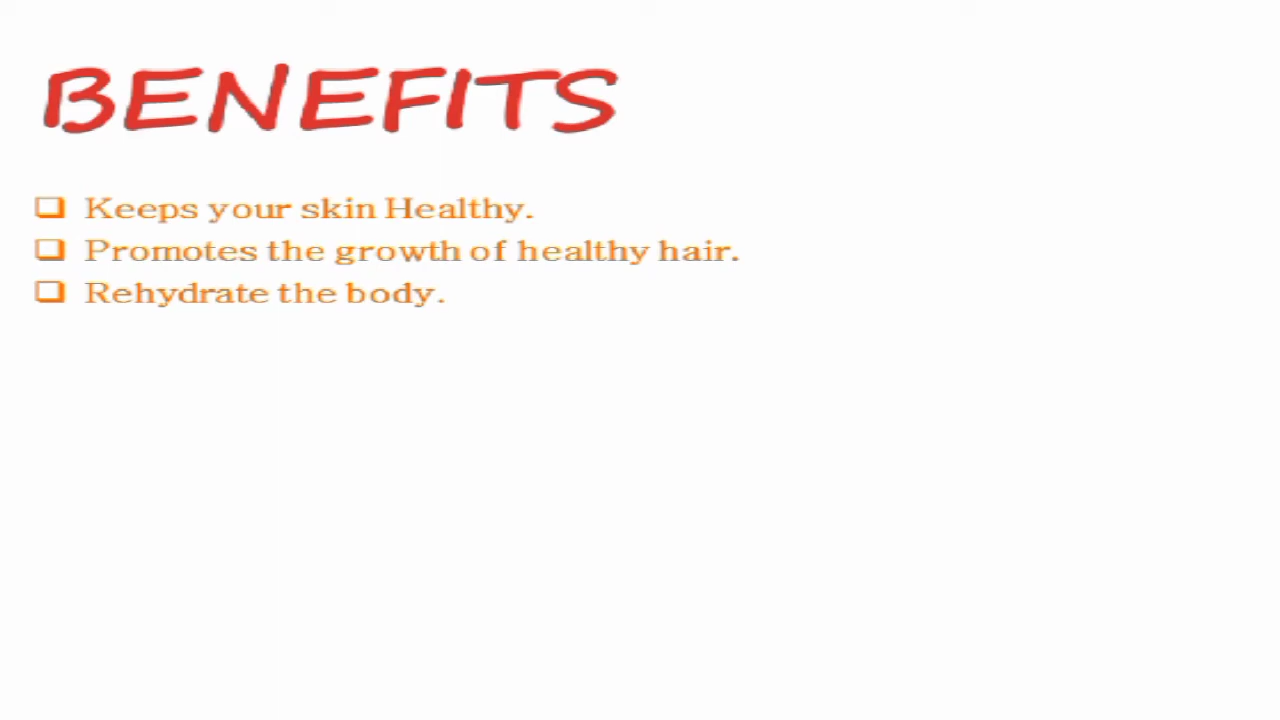 BENEFITS
❑ Keeps your skin Healthy.
❑ Promotes the growth of healthy hair.
❑ Rehydrate the body.